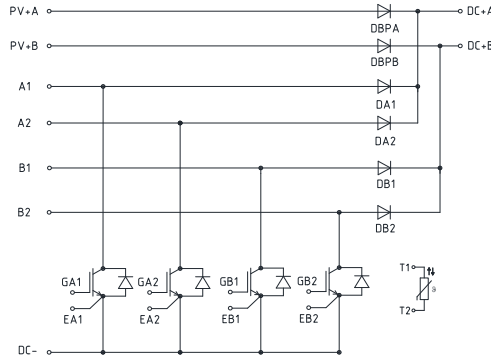 PV+A DC+A
DBPA
PV+B DC+B
DBPB
A1
DA1
A2
DA2
B1
DB1
B2
DB2
GA1 GA2 GB1 GB2 T1
EA1 EA2 EB1 EB2 T2
DC-